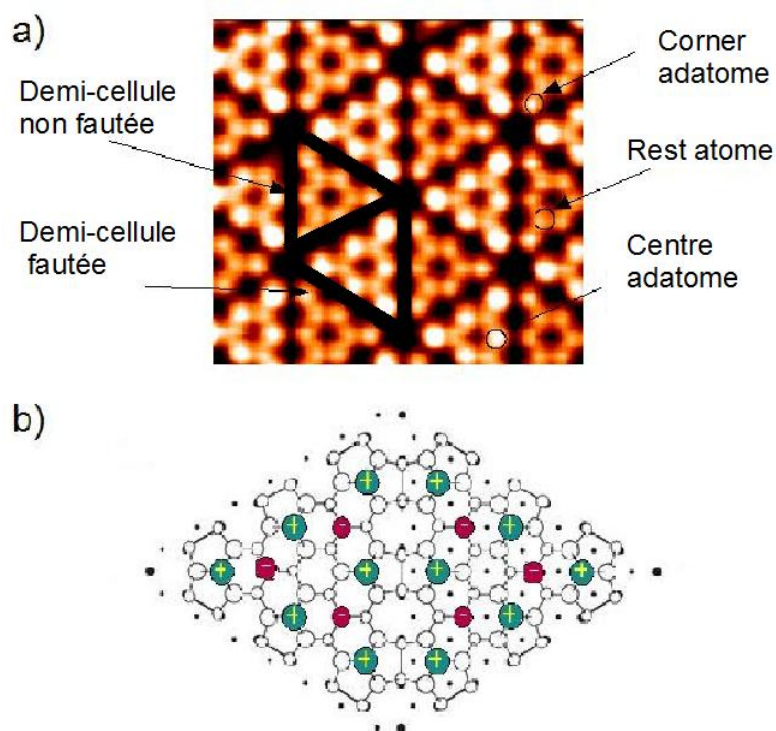 a)
Corner
adatome
Demi-cellule
non fautée
Rest atome
Demi-cellule
fautée
Centre
adatome
b)
+ +
+ - - +
+ - + + - +
+ - - +
+ +